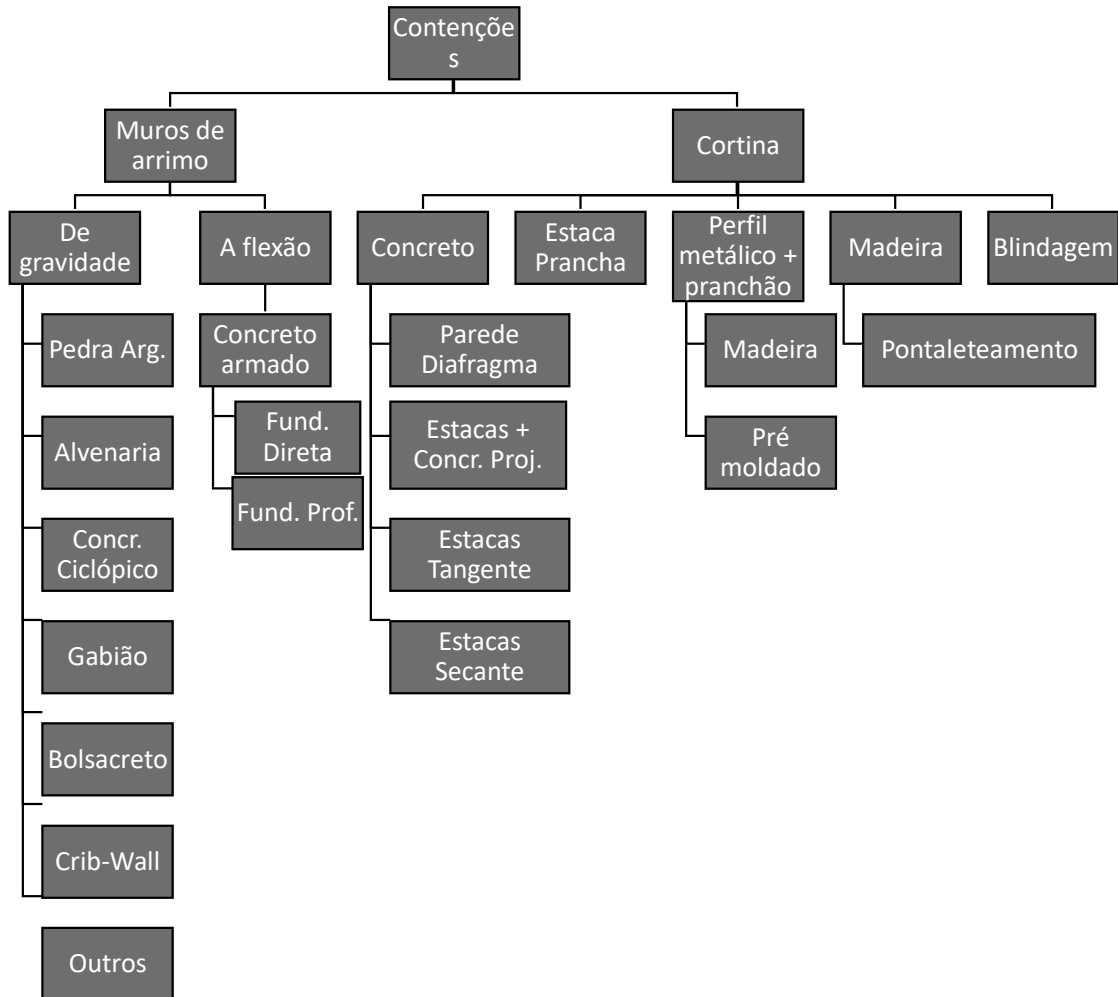 Contençõe
s
Muros de
arrimo
Cortina
De
gravidade
A flexão
Concreto
Estaca
Prancha
Perfil
metálico +
pranchão
Madeira
Blindagem
Pedra Arg.
Alvenaria
Concr.
Ciclópico
Gabião
Bolsacreto
Crib-Wall
Outros
Concreto
armado
Fund.
Direta
Fund. Prof.
Parede
Diafragma
Estacas +
Concr. Proj.
Estacas
Tangente
Estacas
Secante
Madeira
Pré
moldado
Pontaleteamento